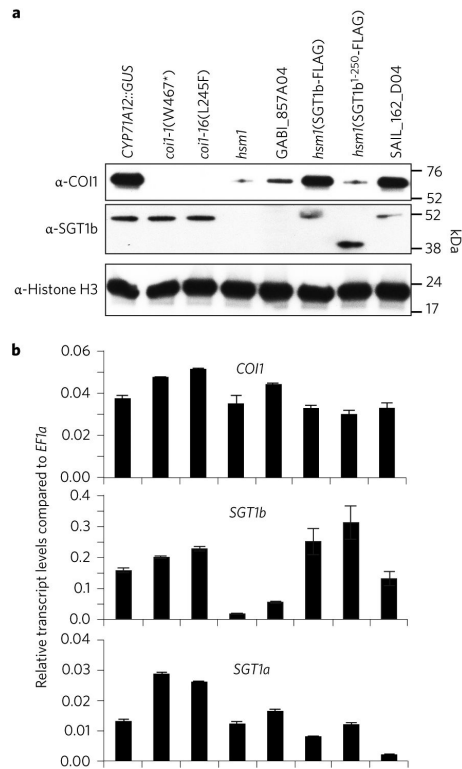 a
CYP71A12::GUS
coi1-1(W467*)
coi1-16(L245F)
hsm1
GABI_857A04
hsm1(SGT1b-FLAG)
hsm1(SGT1b1-250-FLAG)
SAIL_162_D04
α-COI1
76
52
α-SGT1b
52
38
kDa
α-Histone H3
24
17
b
Relative transcript levels compared to EF1a
COI1
0.06
0.04
0.02
0.00
SGT1b
0.4
0.3
0.2
0.1
0.0
SGT1a
0.04
0.03
0.02
0.01
0.00